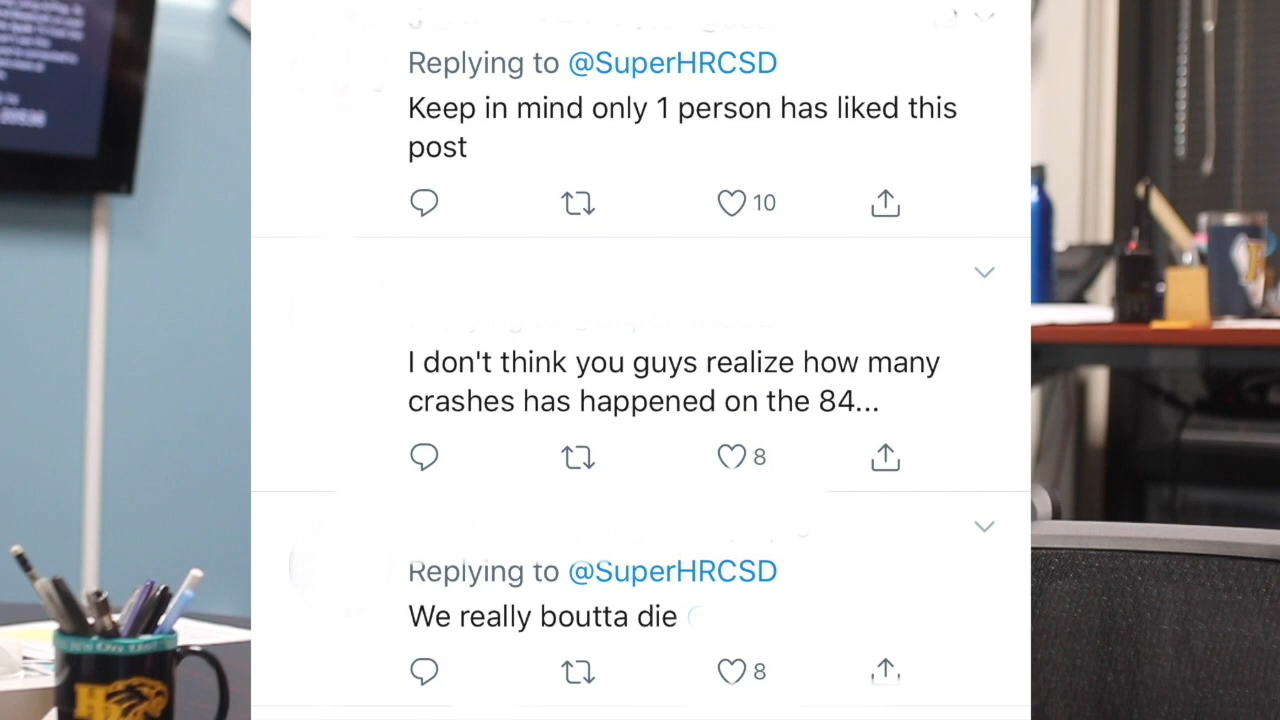 Replying to @SuperHRCSD
Keep in mind only 1 person has liked this
post
10
I don't think you guys realize how many
crashes has happened on the 84...
8
Replying to @SuperHRCSD
We really boutta die
8
H